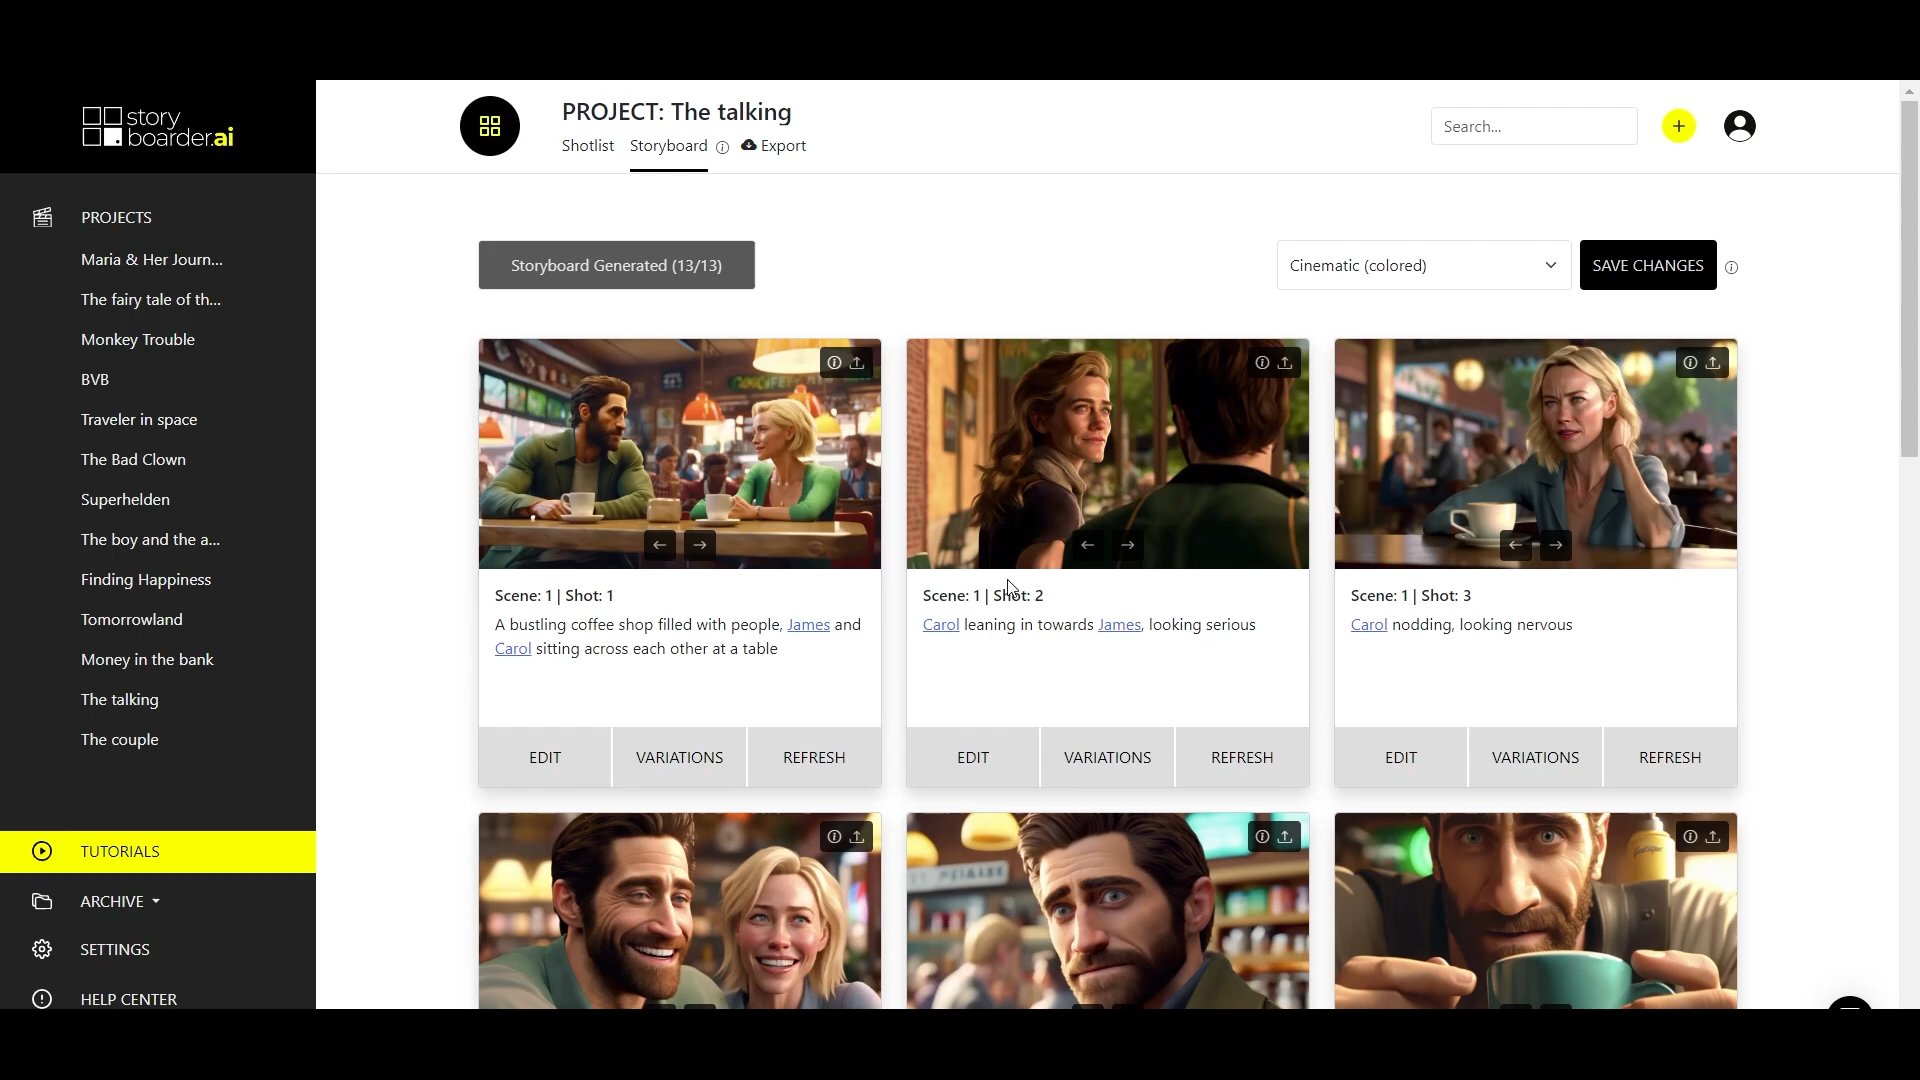 story
boarder.ai
PROJECT: The talking
Shotlist Storyboard Export
Search...
+
PROJECTS
Maria & Her Journ...
The fairy tale of th...
Monkey Trouble
BVB
Traveler in space
The Bad Clown
Superhelden
The boy and the a...
Finding Happiness
Tomorrowland
Money in the bank
The talking
The couple
TUTORIALS
ARCHIVE
SETTINGS
HELP CENTER
Storyboard Generated (13/13)
Cinematic (colored)
SAVE CHANGES
Scene: 1 | Shot: 1
A bustling coffee shop filled with people, James and
Carol sitting across each other at a table
EDIT VARIATIONS REFRESH
Scene: 1 | Shot: 2
Carol leaning in towards James, looking serious
EDIT VARIATIONS REFRESH
Scene: 1 | Shot: 3
Carol nodding, looking nervous
EDIT VARIATIONS REFRESH